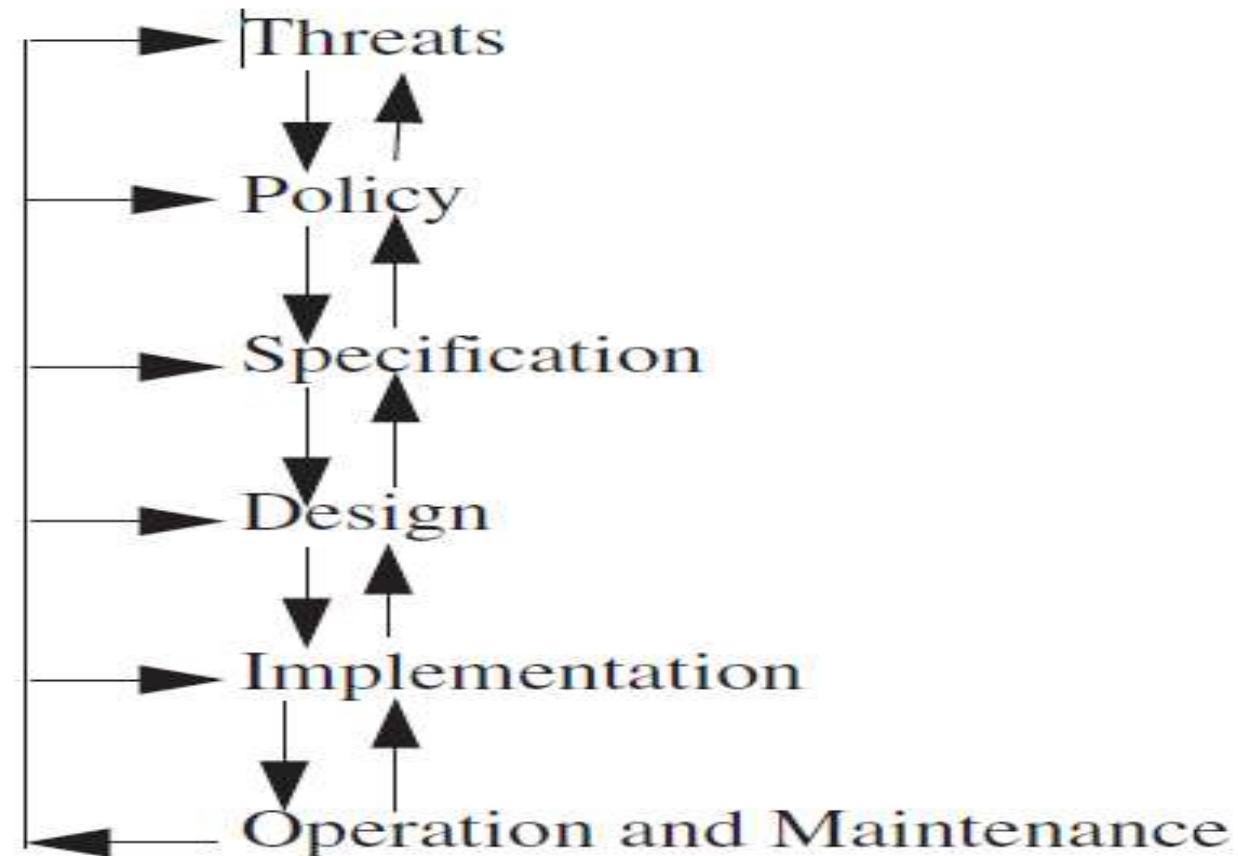 Threats
Policy
Specification
Design
Implementation
Operation and Maintenance